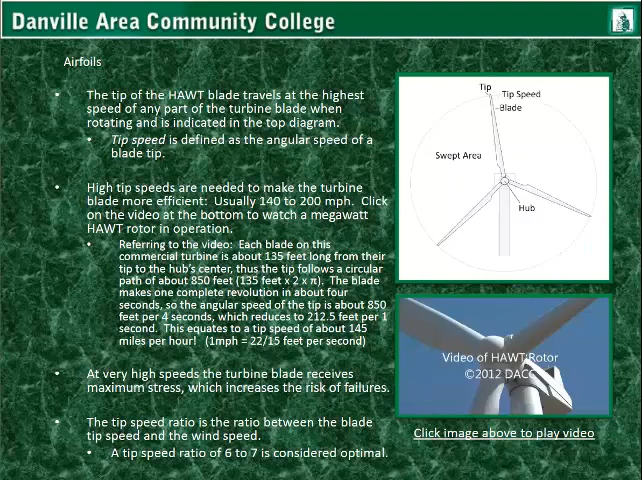 Danville Area Community College
Airfoils
• The tip of the HAWT blade travels at the highest
speed of any part of the turbine blade when
rotating and is indicated in the top diagram.
• Tip speed is defined as the angular speed of a
blade tip.
• High tip speeds are needed to make the turbine
blade more efficient: Usually 140 to 200 mph. Click
on the video at the bottom to watch a megawatt
HAWT rotor in operation.
• Referring to the video: Each blade on this
commercial turbine is about 135 feet long from their
tip to the hub's center, thus the tip follows a circular
path of about 850 feet (135 feet x 2 x π). The blade
makes one complete revolution in about four
seconds, so the angular speed of the tip is about 850
feet per 4 seconds, which reduces to 212.5 feet per 1
second. This equates to a tip speed of about 145
miles per hour! (1mph = 22/15 feet per second)
• At very high speeds the turbine blade receives
maximum stress, which increases the risk of failures.
• The tip speed ratio is the ratio between the blade
tip speed and the wind speed.
• A tip speed ratio of 6 to 7 is considered optimal.
Tip
Tip Speed
Blade
Swept Area
Hub
Video of HAWT Rotor
©2012 DACC
Click image above to play video